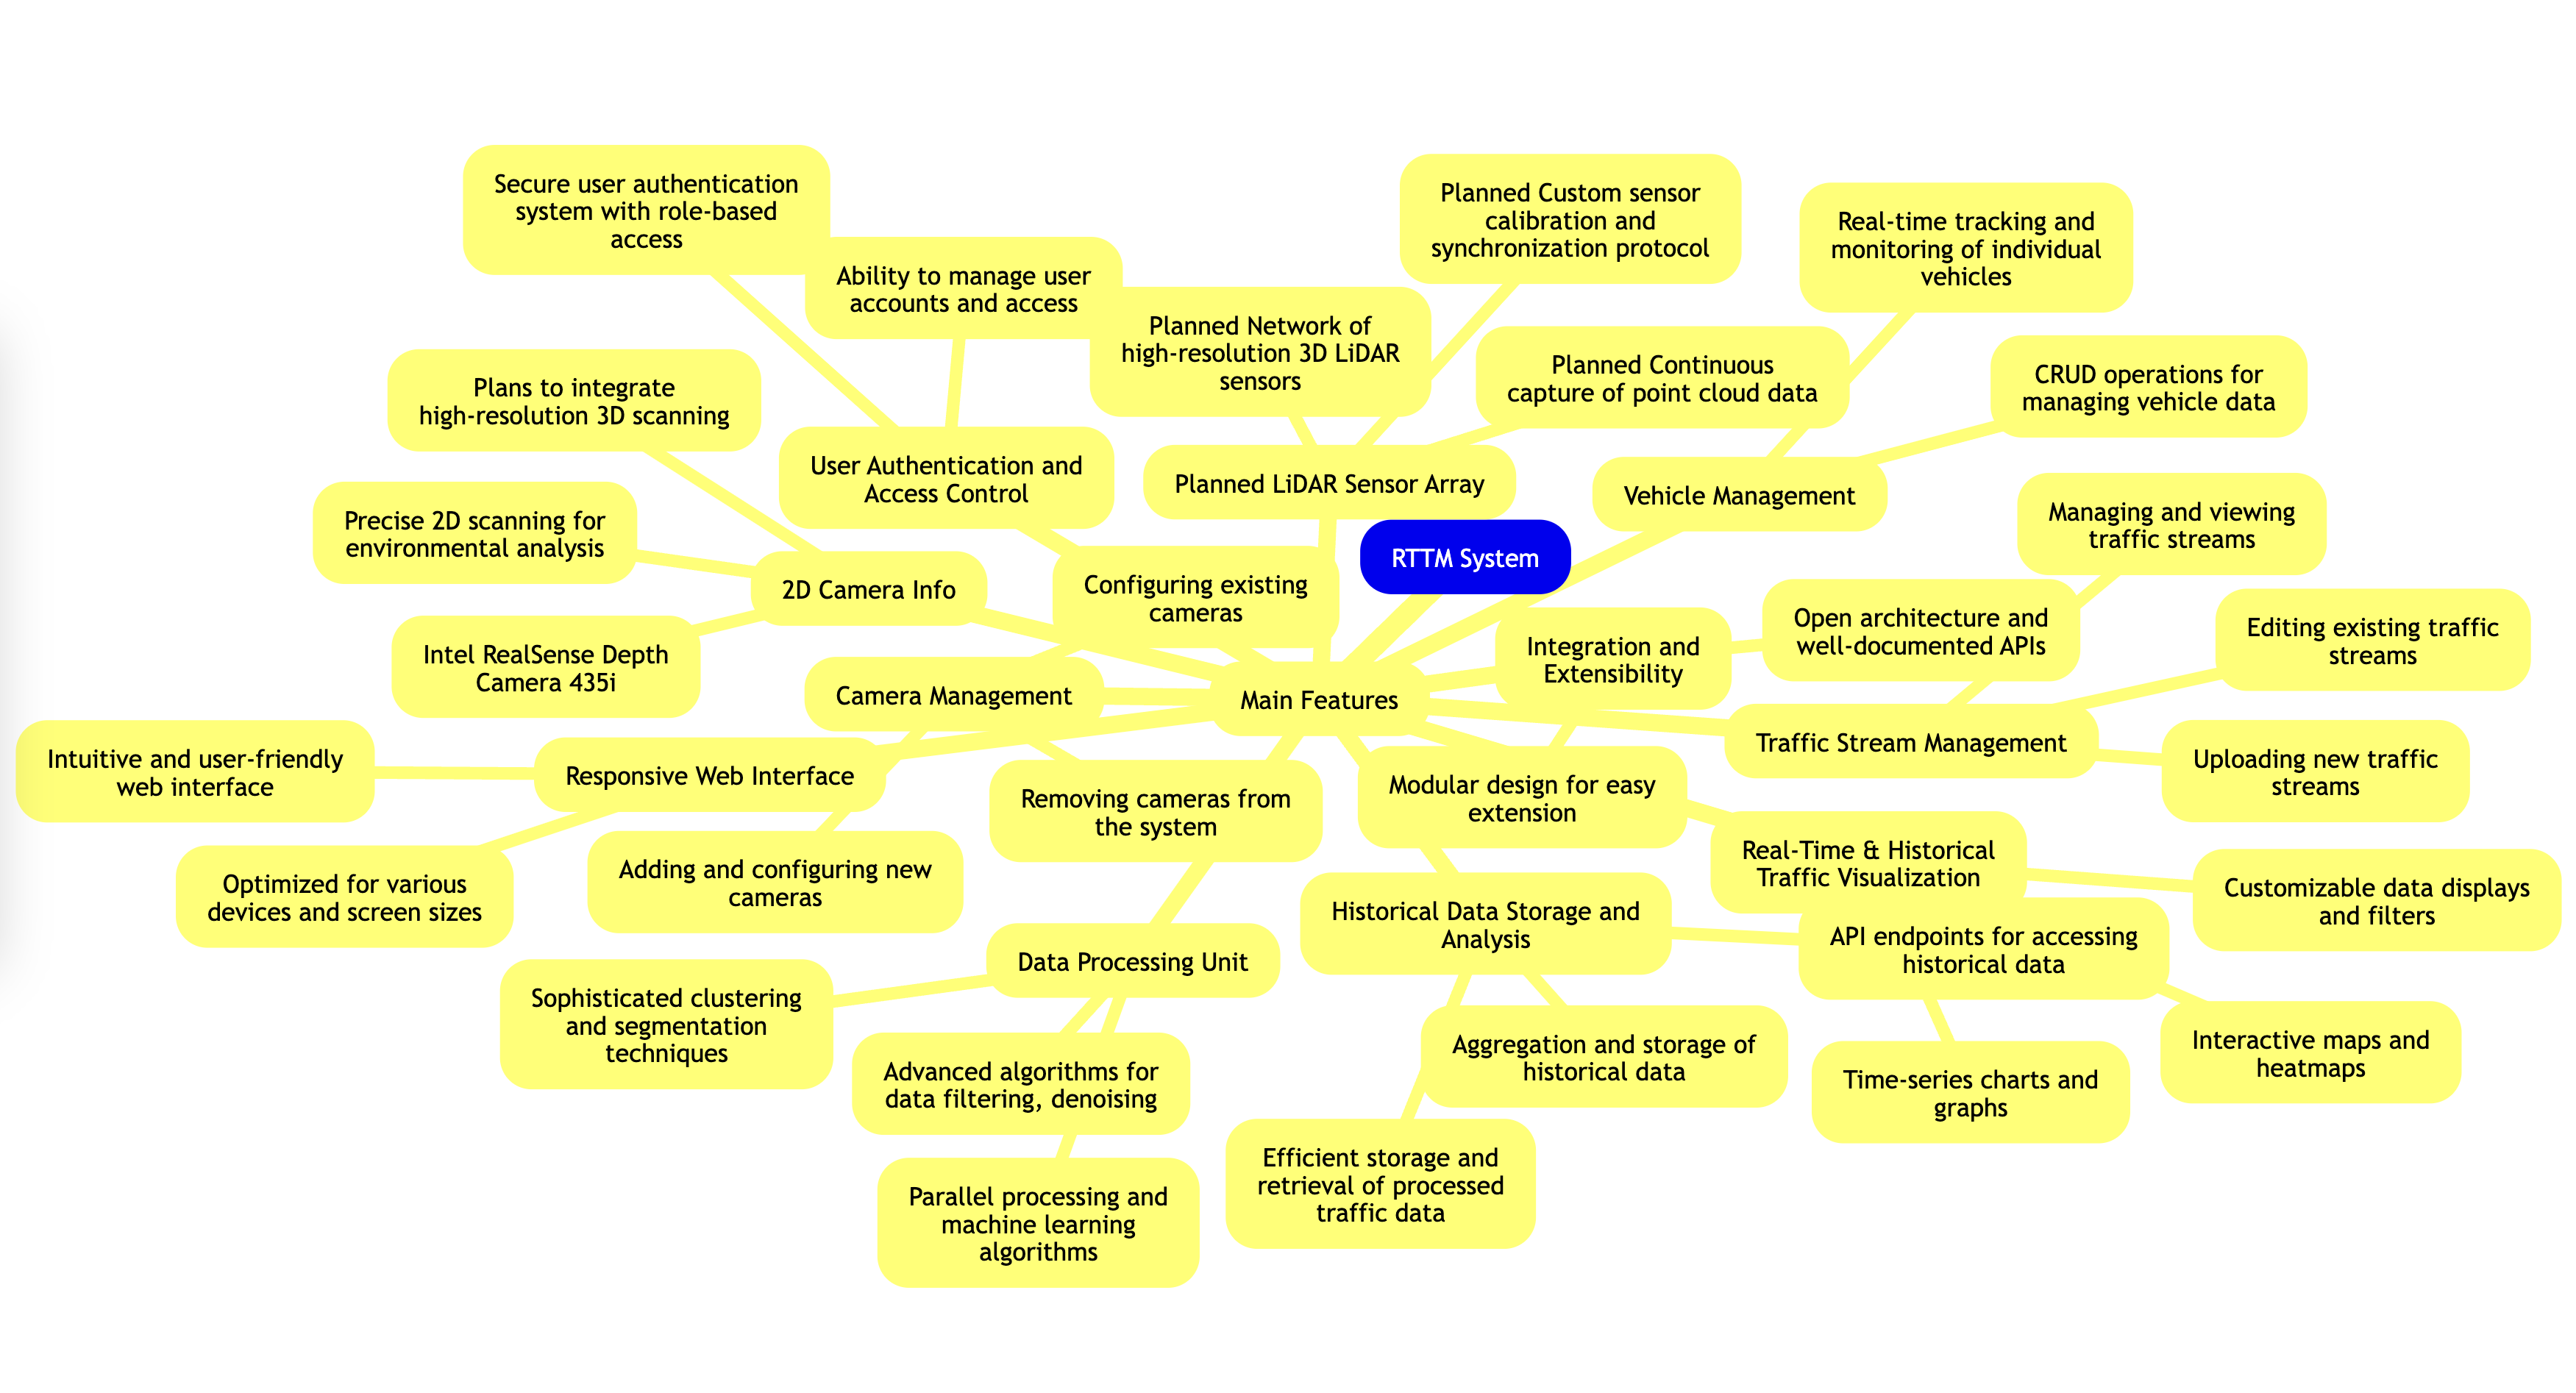 Secure user authentication
system with role-based
access
Ability to manage user
accounts and access
Planned Network of
high-resolution 3D LiDAR
sensors
Planned Custom sensor
calibration and
synchronization protocol
Real-time tracking and
monitoring of individual
vehicles
Planned Continuous
capture of point cloud data
CRUD operations for
managing vehicle data
Plans to integrate
high-resolution 3D scanning
User Authentication and
Access Control
Planned LiDAR Sensor Array
Vehicle Management
Managing and viewing
traffic streams
Precise 2D scanning for
environmental analysis
2D Camera Info
Configuring existing
cameras
RTTM System
Integration and
Extensibility
Open architecture and
well-documented APIs
Editing existing traffic
streams
Intel RealSense Depth
Camera 435i
Camera Management
Main Features
Traffic Stream Management
Uploading new traffic
streams
Intuitive and user-friendly
web interface
Responsive Web Interface
Removing cameras from
the system
Modular design for easy
extension
Real-Time & Historical
Traffic Visualization
Customizable data displays
and filters
Optimized for various
devices and screen sizes
Adding and configuring new
cameras
Historical Data Storage and
Analysis
API endpoints for accessing
historical data
Data Processing Unit
Sophisticated clustering
and segmentation
techniques
Advanced algorithms for
data filtering, denoising
Aggregation and storage of
historical data
Time-series charts and
graphs
Interactive maps and
heatmaps
Parallel processing and
machine learning
algorithms
Efficient storage and
retrieval of processed
traffic data